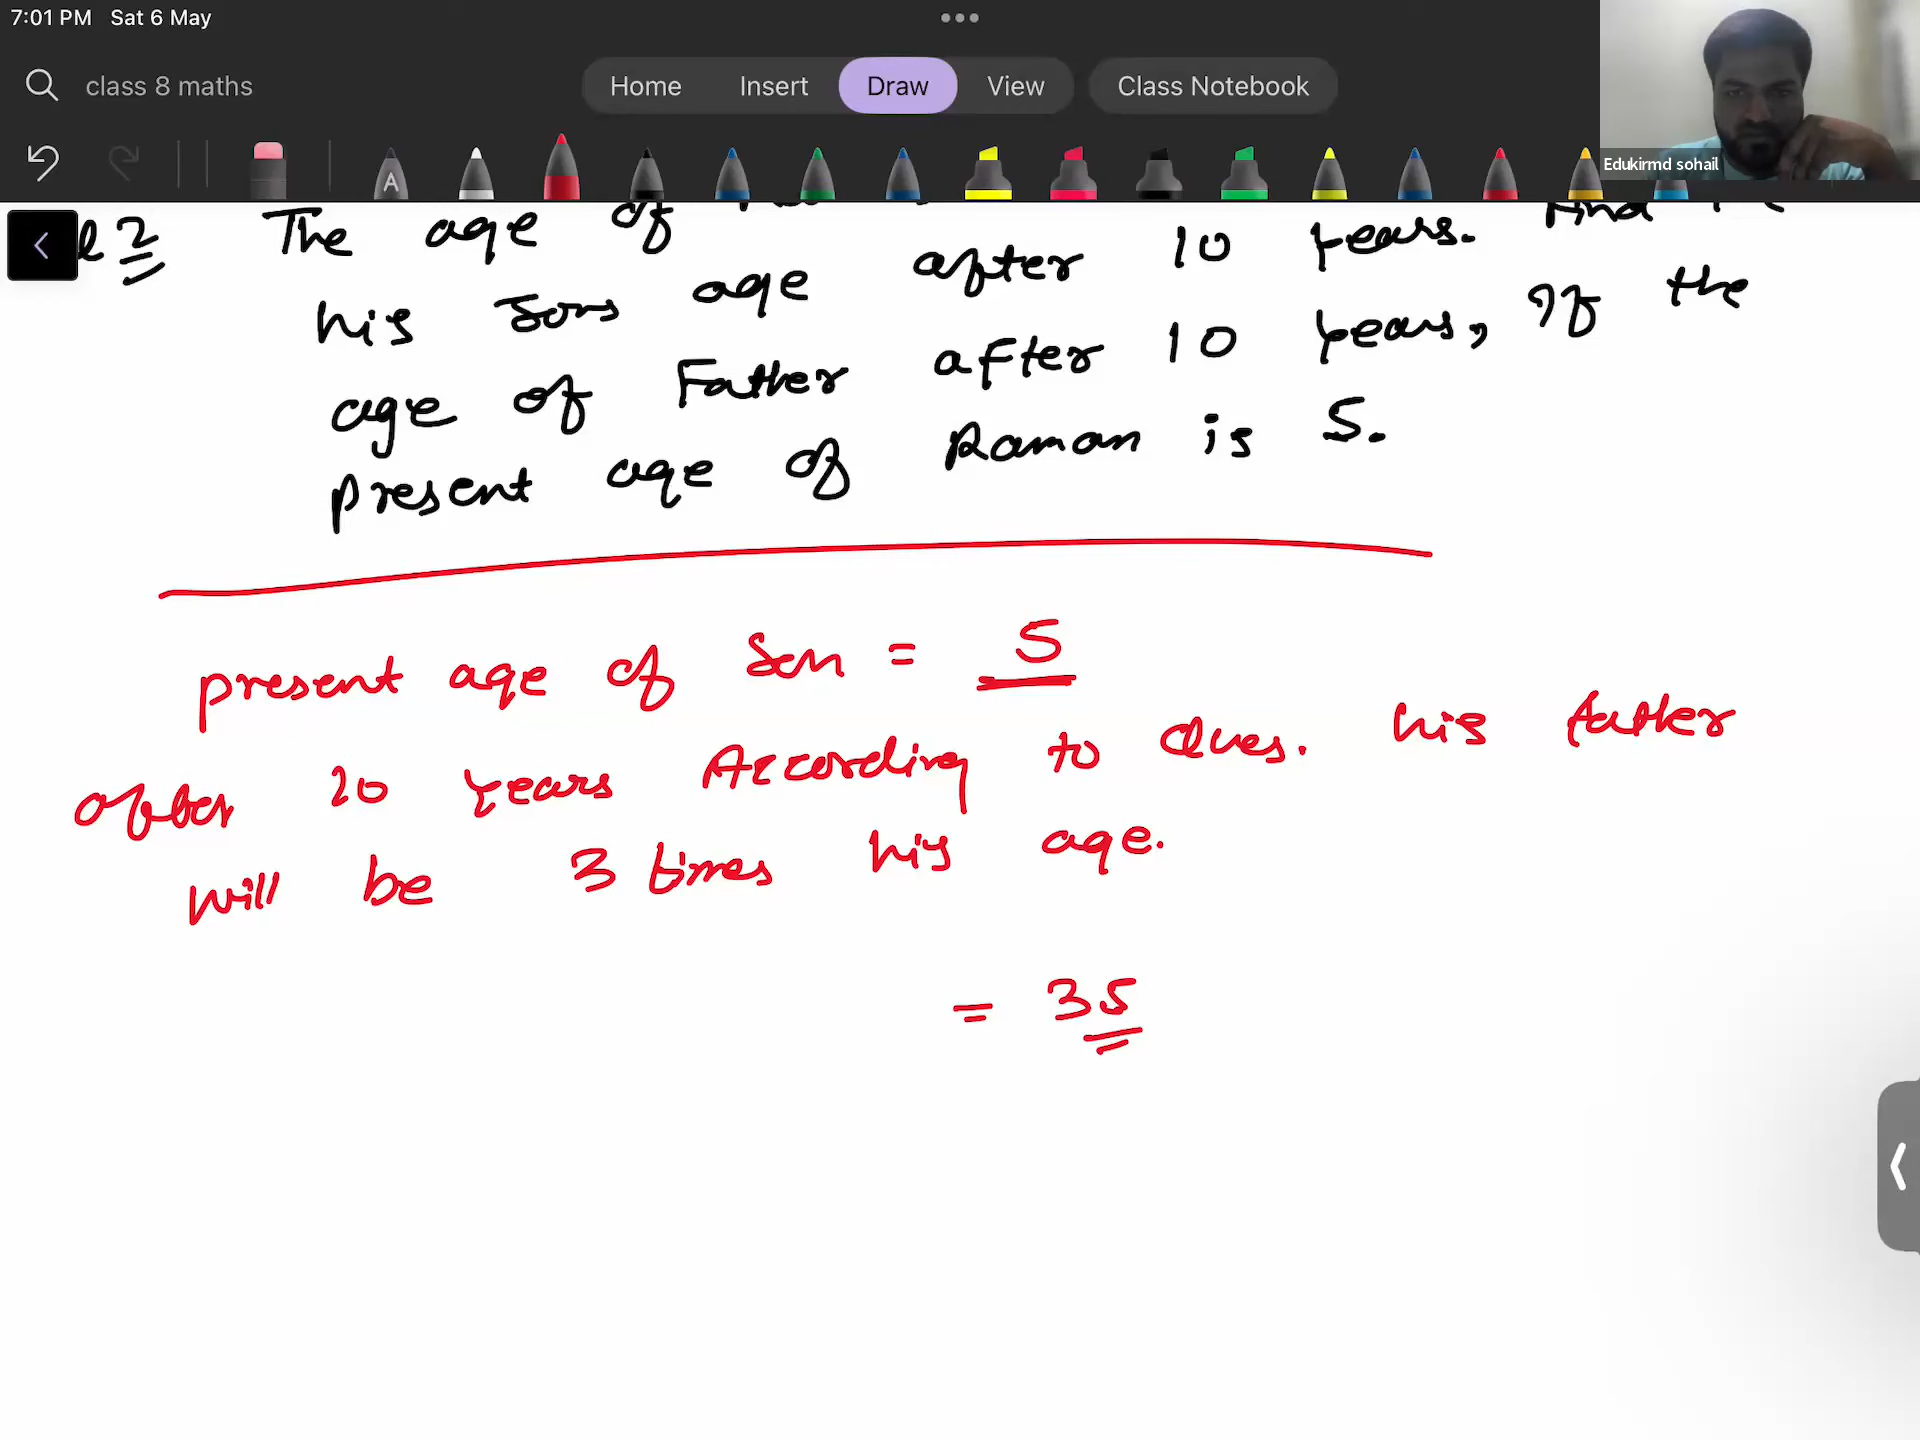 7:01 PM Sat 6 May
class 8 maths
Home Insert Draw View Class Notebook
A
Edukirmd sohail
2 The age of
his sons age after 10 years. Find
age of Father after 10 years, If the
present age of Raman is 5.
present age of Son = 5
after 20 years According to Ques. his father
will be 3 times his age.
= 35